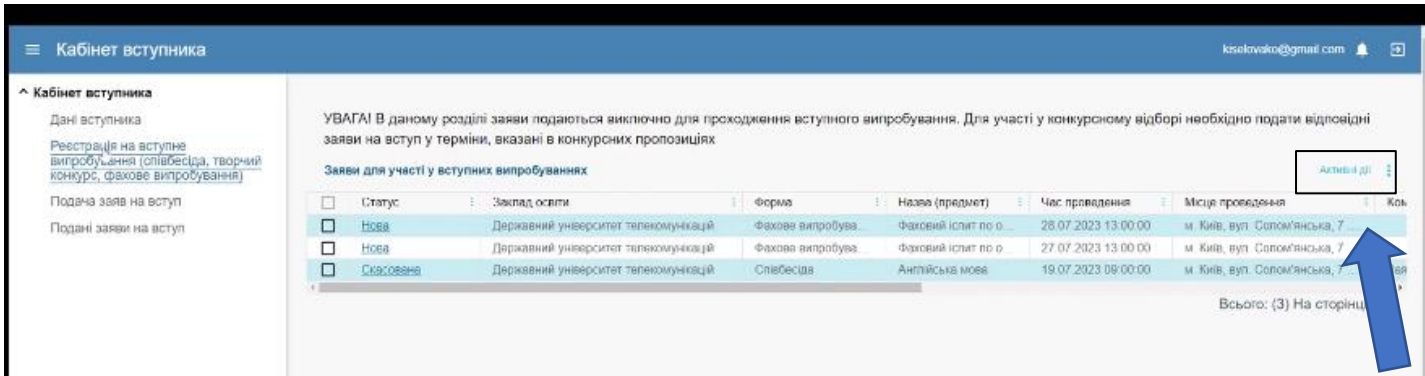 Кабінет вступника
kiselovako@gmail.com
Кабінет вступника
Дані вступника
Реєстрація на вступне
випробування (співбесіда, творчий
конкурс, фахове випробування)
Подача заяв на вступ
Подані заяви на вступ
УВАГА! В даному розділі заяви подаються виключно для проходження вступного випробування. Для участі у конкурсному відборі необхідно подати відповідні
заяви на вступ у терміни, вказані в конкурсних пропозиціях
Заяви для участі у вступних випробуваннях
Активні дії
Статус Заклад освіти Форма Назва (предмет) Час проведення Місце проведення Ком
Нова Державний університет телекомунікацій Фахове випробува... Фаховий іспит по о... 28.07.2023 13:00:00 м. Київ, вул. Солом'янська, 7...
Нова Державний університет телекомунікацій Фахове випробува... Фаховий іспит по о... 27.07.2023 13:00:00 м. Київ, вул. Солом'янська, 7...
Скасована Державний університет телекомунікацій Співбесіда Англійська мова 19.07.2023 09:00:00 м. Київ, вул. Солом'янська, 7...
Всього: (3) На сторінц